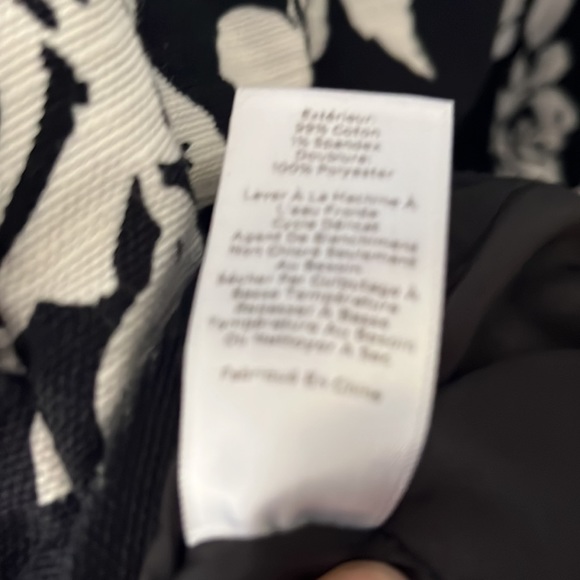 Extérieur:
99% Coton
1% Spandex
Doublure:
100% Polyester
Laver À La Machine À
L'eau Froide
Cycle Délicat
Agent De Blanchiment
Non Chloré Seulement
Au Besoin
Sécher Par Culbutage À
Basse Température
Repasser À Basse
Température Au Besoin
Ou Nettoyer À Sec
Fabriqué En Chine